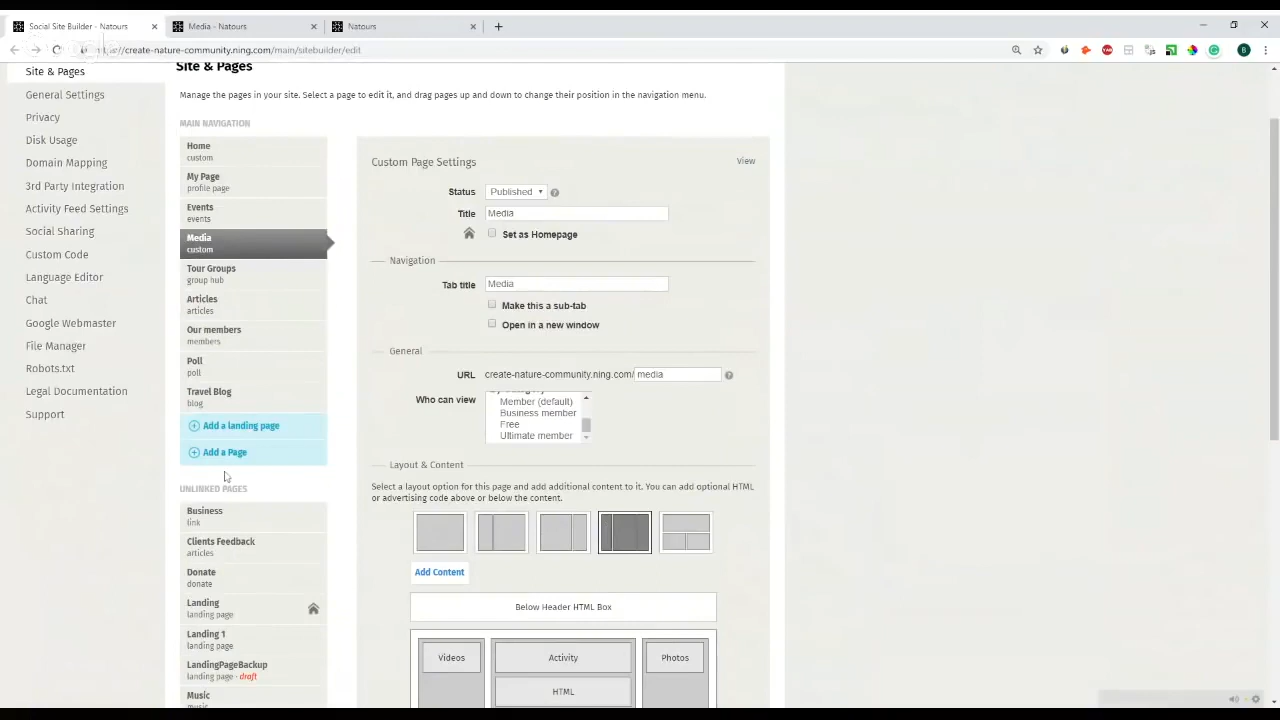 Social Site Builder - Natours
Media - Natours
Natours
create-nature-community.ning.com/main/sitebuilder/edit
Site & Pages
General Settings
Privacy
Disk Usage
Domain Mapping
3rd Party Integration
Activity Feed Settings
Social Sharing
Custom Code
Language Editor
Chat
Google Webmaster
File Manager
Robots.txt
Legal Documentation
Support
Site & Pages
Manage the pages in your site. Select a page to edit it, and drag pages up and down to change their position in the navigation menu.
MAIN NAVIGATION
Home
custom
My Page
profile page
Events
events
Media
custom
Tour Groups
group hub
Articles
articles
Our members
members
Poll
poll
Travel Blog
blog
Add a landing page
Add a Page
UNLINKED PAGES
Business
link
Clients Feedback
articles
Donate
donate
Landing
landing page
Landing 1
landing page
LandingPageBackup
landing page - draft
Music
music
Custom Page Settings
View
Status Published
Title Media
Set as Homepage
Navigation
Tab title Media
Make this a sub-tab
Open in a new window
General
URL create-nature-community.ning.com/ media
Who can view
Member (default)
Business member
Free
Ultimate member
Layout & Content
Select a layout option for this page and add additional content to it. You can add optional HTML
or advertising code above or below the content.
Add Content
Below Header HTML Box
Videos Activity Photos
HTML